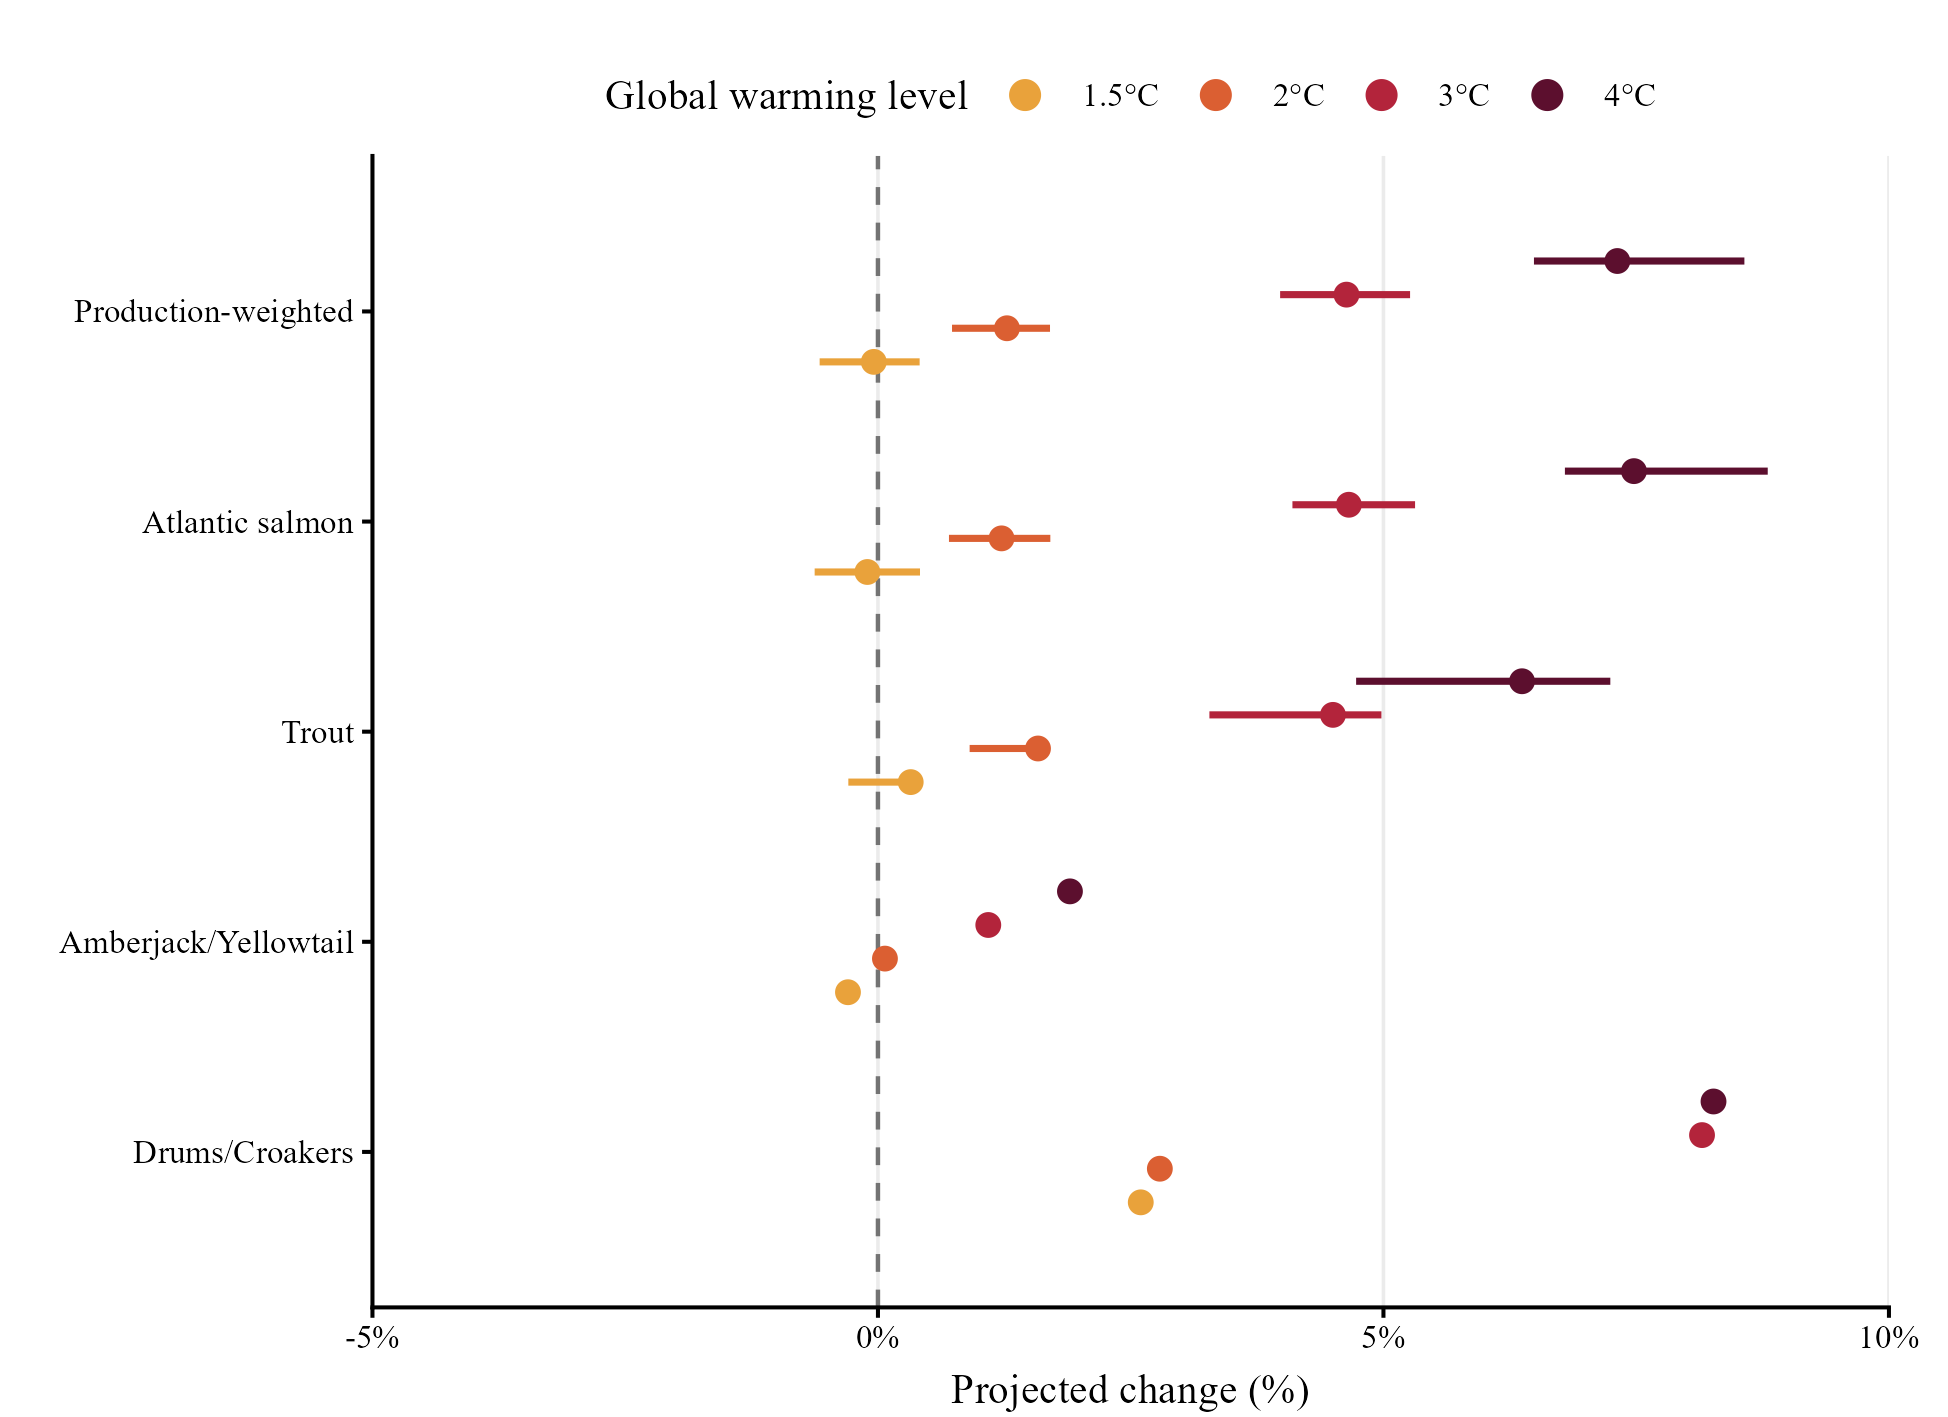 Global warming level 1.5°C 2°C 3°C 4°C
Production-weighted
Atlantic salmon
Trout
Amberjack/Yellowtail
Drums/Croakers
-5% 0% 5% 10%
Projected change (%)